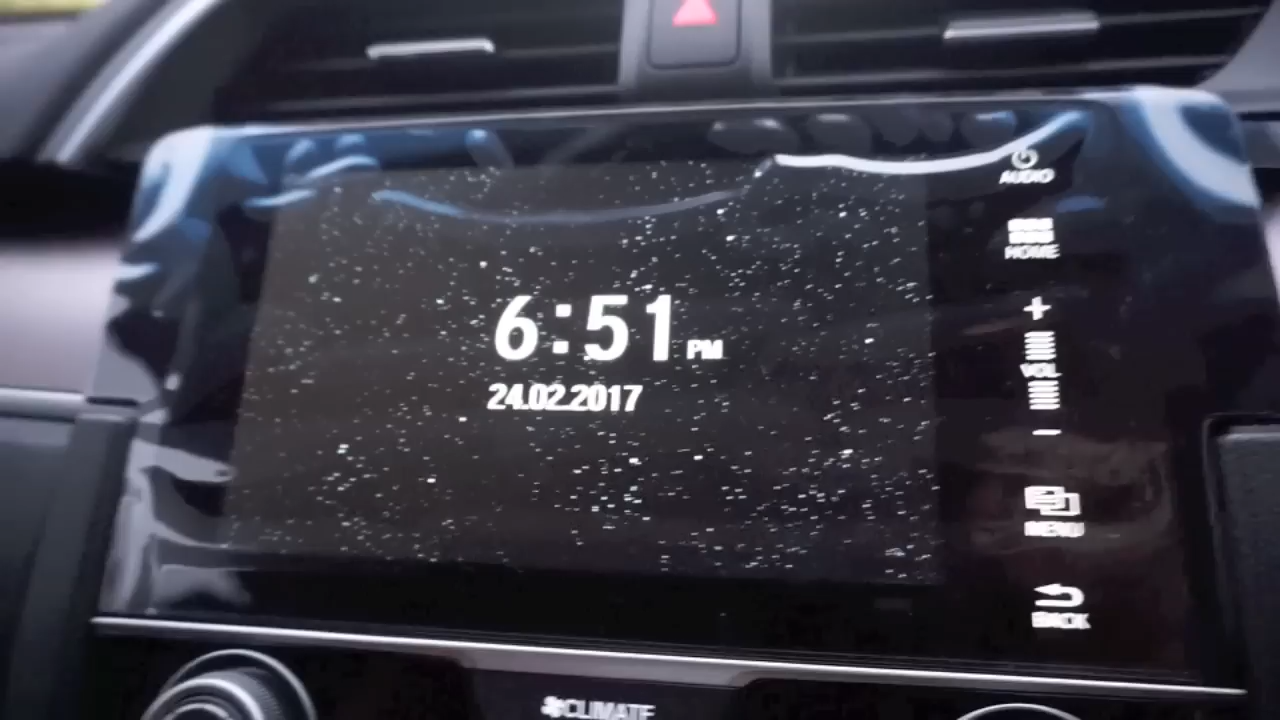 AUDIO
HOME
6:51 PM
24.02.2017
+
VOL
−
MENU
BACK
CLIMATE